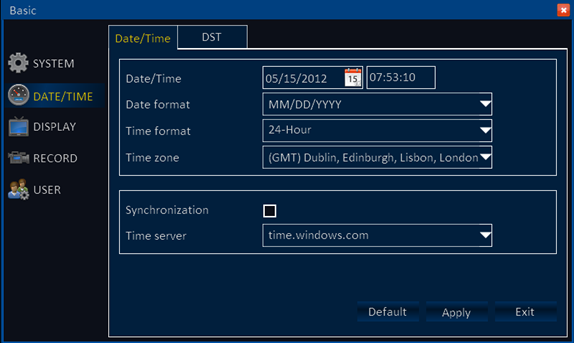 Basic
SYSTEM
DATE/TIME
DISPLAY
RECORD
USER
Date/Time DST
Date/Time 05/15/2012 15 07:53:10
Date format MM/DD/YYYY
Time format 24-Hour
Time zone (GMT) Dublin, Edinburgh, Lisbon, London
Synchronization
Time server time.windows.com
Default Apply Exit